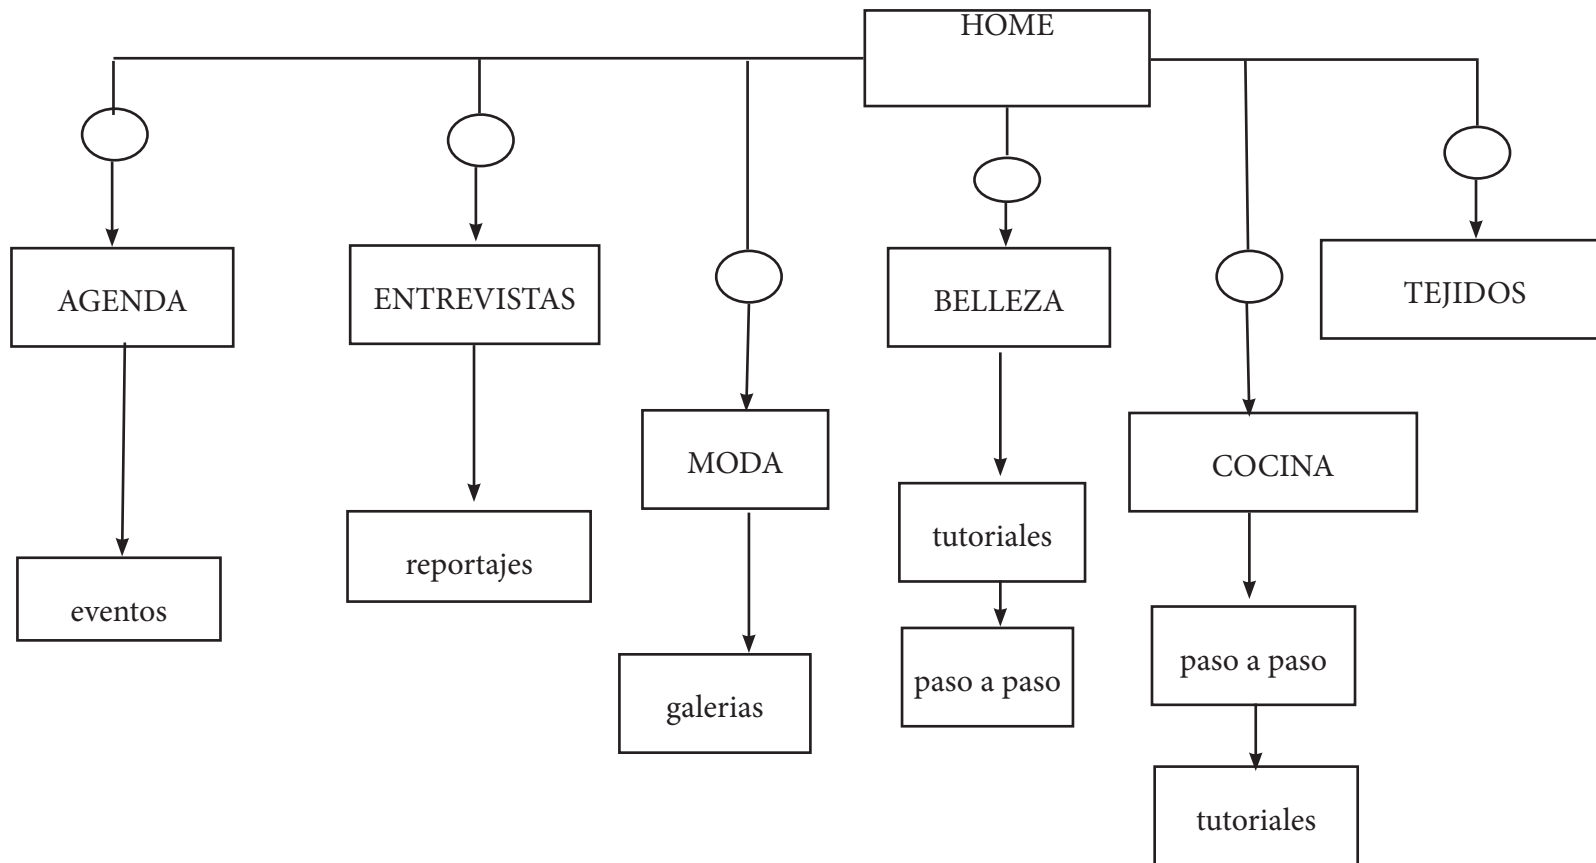 HOME
AGENDA
ENTREVISTAS
BELLEZA
TEJIDOS
MODA
COCINA
tutoriales
reportajes
eventos
paso a paso
paso a paso
galerias
tutoriales